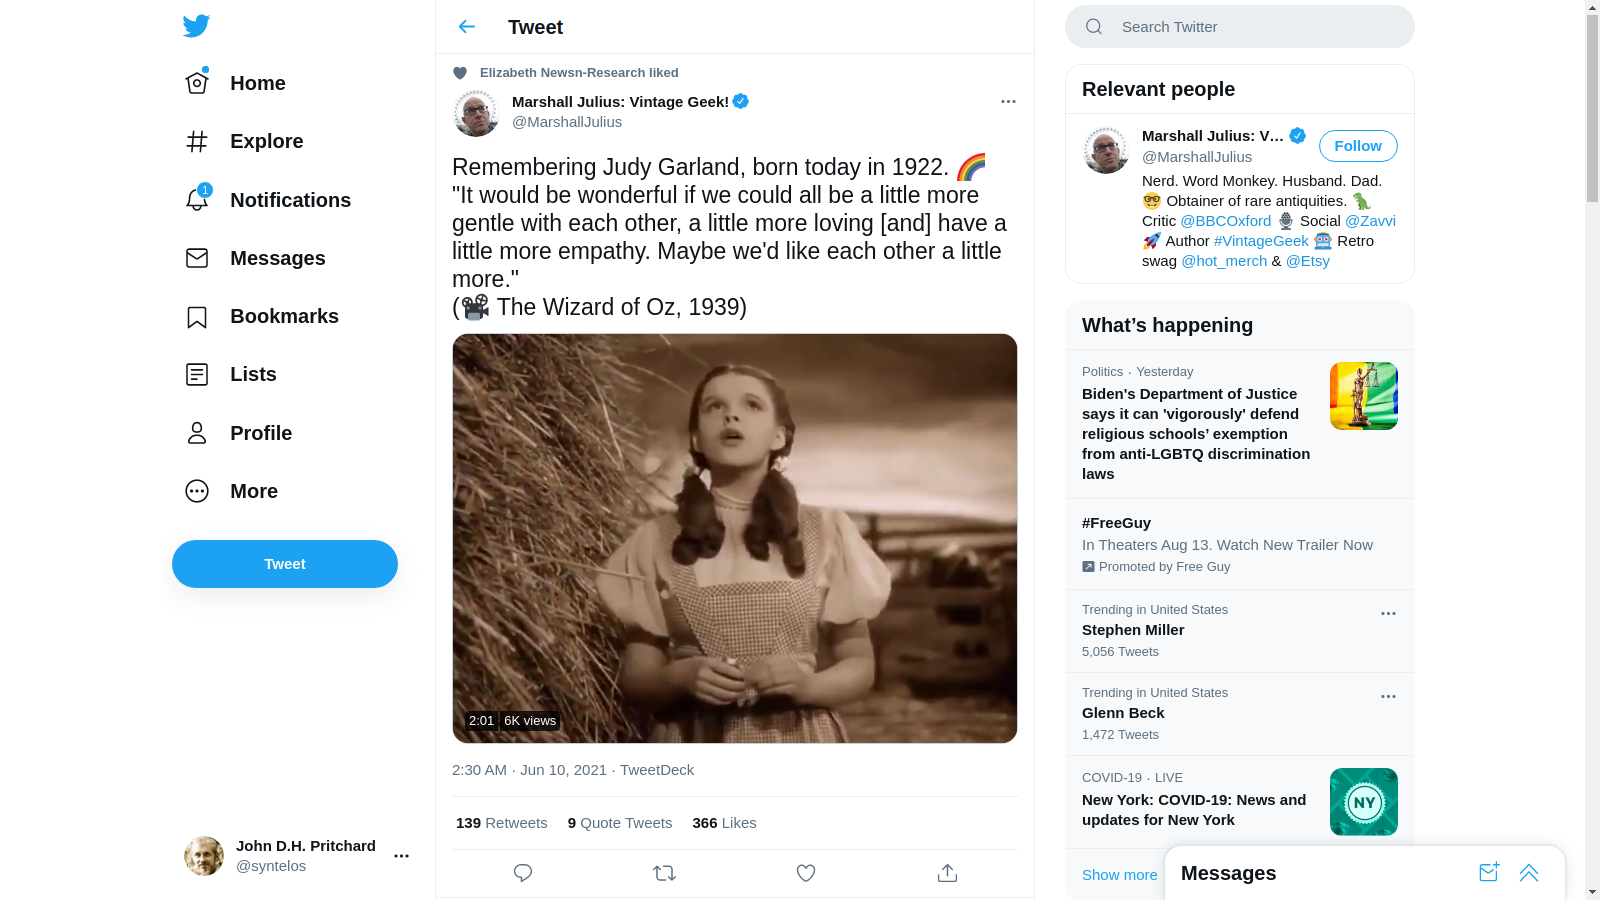 Home
Explore
1
Notifications
Messages
Bookmarks
Lists
Profile
More
Tweet
John D.H. Pritchard
@syntelos
Tweet
Elizabeth Newsn-Research liked
Marshall Julius: Vintage Geek!
@MarshallJulius
Remembering Judy Garland, born today in 1922. 🌈
"It would be wonderful if we could all be a little more
gentle with each other, a little more loving [and] have a
little more empathy. Maybe we'd like each other a little
more."
(📽 The Wizard of Oz, 1939)
2:01 6K views
2:30 AM · Jun 10, 2021 · TweetDeck
139 Retweets 9 Quote Tweets 366 Likes
Search Twitter
Relevant people
Marshall Julius: V…
@MarshallJulius
Follow
Nerd. Word Monkey. Husband. Dad.
🤓 Obtainer of rare antiquities. 🦖
Critic @BBCOxford 🎙 Social @Zavvi
🚀 Author #VintageGeek 🤖 Retro
swag @hot_merch & @Etsy
What's happening
Politics · Yesterday
Biden's Department of Justice
says it can 'vigorously' defend
religious schools’ exemption
from anti-LGBTQ discrimination
laws
#FreeGuy
In Theaters Aug 13. Watch New Trailer Now
Promoted by Free Guy
Trending in United States
Stephen Miller
5,056 Tweets
Trending in United States
Glenn Beck
1,472 Tweets
COVID-19 · LIVE
New York: COVID-19: News and
updates for New York
NY
Show more
Messages